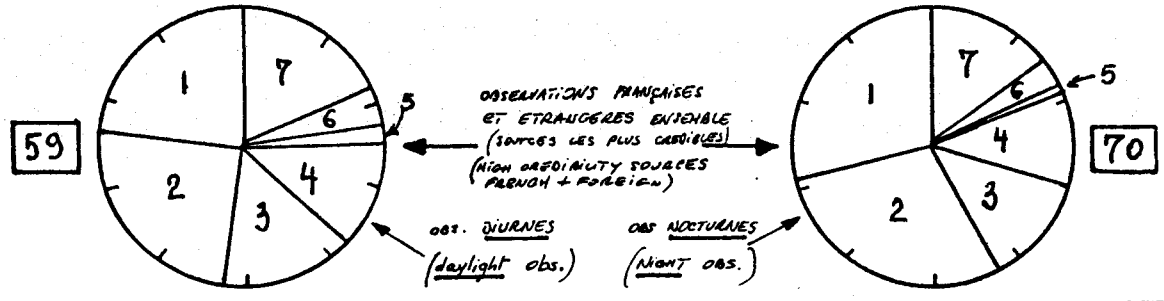 1
7
6
5
4
3
2
59
OBSERVATIONS FRANÇAISES
ET ETRANGERES ENSEMBLE
(SOURCES LES PLUS CREDIBLES)
(HIGH CREDIBILITY SOURCES
FRENCH + FOREIGN)
OBS. DIURNES
(daylight obs.)
OBS NOCTURNES
(NIGHT OBS.)
1
7
6
5
4
3
2
70